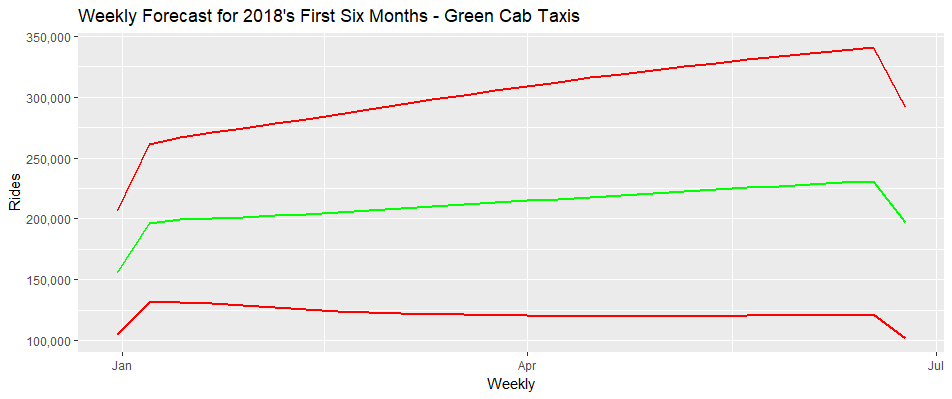 Weekly Forecast for 2018's First Six Months - Green Cab Taxis
350,000
300,000
250,000
200,000
150,000
100,000
Rides
Jan Apr Jul
Weekly